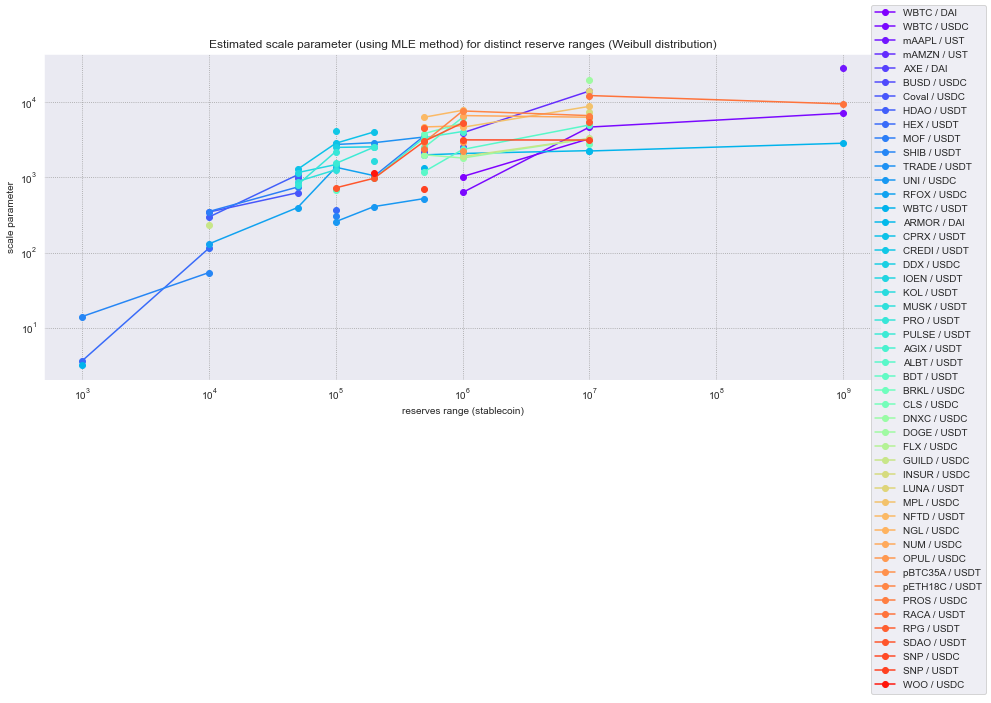 Estimated scale parameter (using MLE method) for distinct reserve ranges (Weibull distribution)
scale parameter
10^4
10^3
10^2
10^1
10^3
10^4
10^5
10^6
10^7
10^8
10^9
reserves range (stablecoin)
WBTC / DAI
WBTC / USDC
mAAPL / UST
mAMZN / UST
AXE / DAI
BUSD / USDC
Coval / USDC
HDAO / USDT
HEX / USDT
MOF / USDT
SHIB / USDT
TRADE / USDT
UNI / USDC
RFOX / USDC
WBTC / USDT
ARMOR / DAI
CPRX / USDT
CREDI / USDT
DDX / USDC
IOEN / USDT
KOL / USDT
MUSK / USDT
PRO / USDT
PULSE / USDT
AGIX / USDT
ALBT / USDT
BDT / USDT
BRKL / USDC
CLS / USDC
DNXC / USDC
DOGE / USDT
FLX / USDC
GUILD / USDC
INSUR / USDC
LUNA / USDT
MPL / USDC
NFTD / USDT
NGL / USDC
NUM / USDC
OPUL / USDC
pBTC35A / USDT
pETH18C / USDT
PROS / USDC
RACA / USDT
RPG / USDT
SDAO / USDT
SNP / USDC
SNP / USDT
WOO / USDC